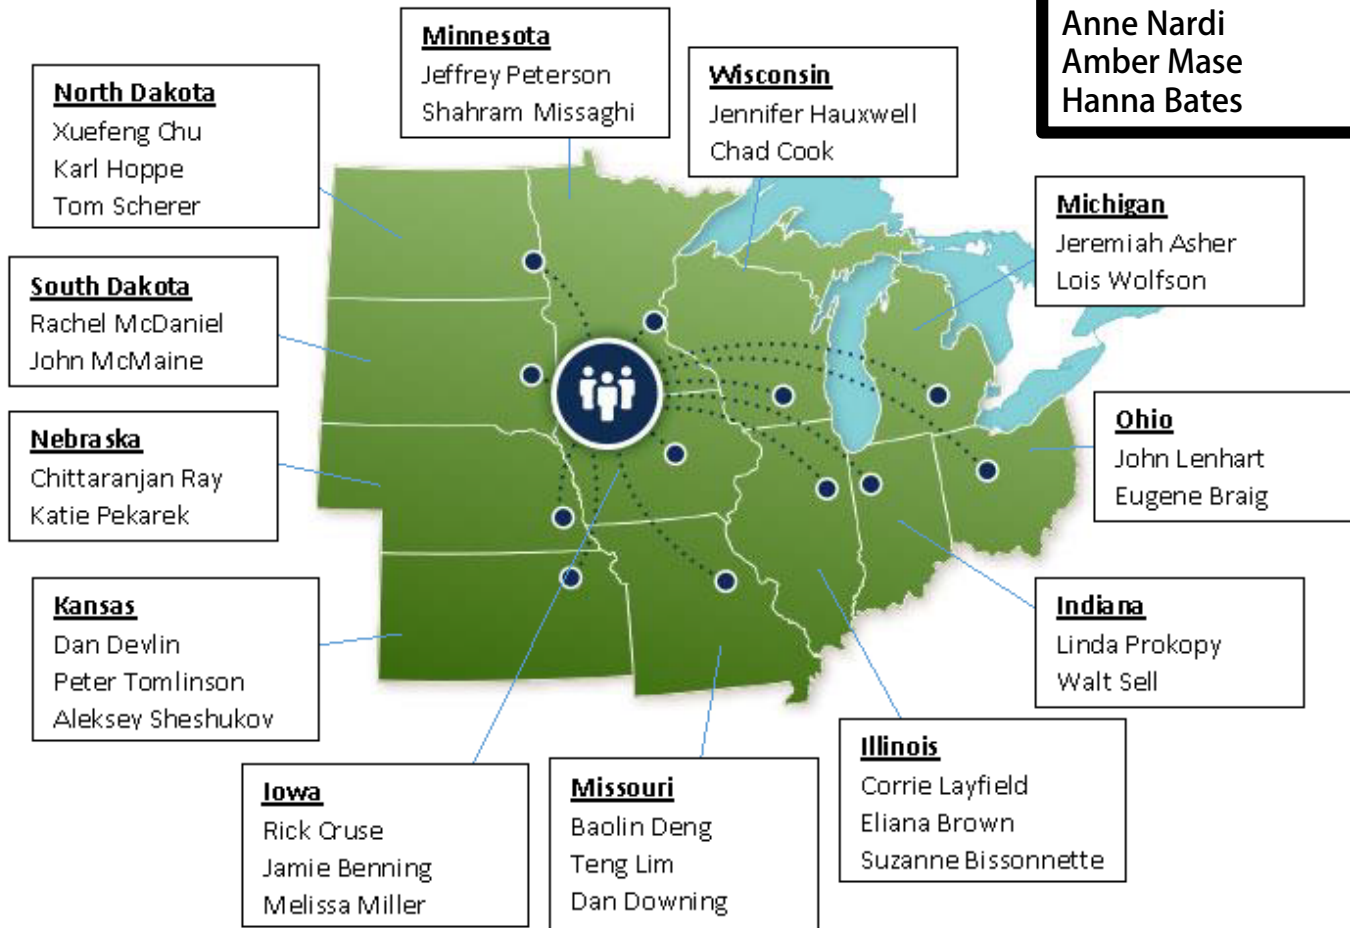 Anne Nardi
Amber Mase
Hanna Bates
Minnesota
Jeffrey Peterson
Shahram Missaghi
Wisconsin
Jennifer Hauxwell
Chad Cook
North Dakota
Xuefeng Chu
Karl Hoppe
Tom Scherer
Michigan
Jeremiah Asher
Lois Wolfson
South Dakota
Rachel McDaniel
John McMaine
Nebraska
Chittaranjan Ray
Katie Pekarek
Ohio
John Lenhart
Eugene Braig
Kansas
Dan Devlin
Peter Tomlinson
Aleksey Sheshukov
Indiana
Linda Prokopy
Walt Sell
Iowa
Rick Cruse
Jamie Benning
Melissa Miller
Missouri
Baolin Deng
Teng Lim
Dan Downing
Illinois
Corrie Layfield
Eliana Brown
Suzanne Bissonnette